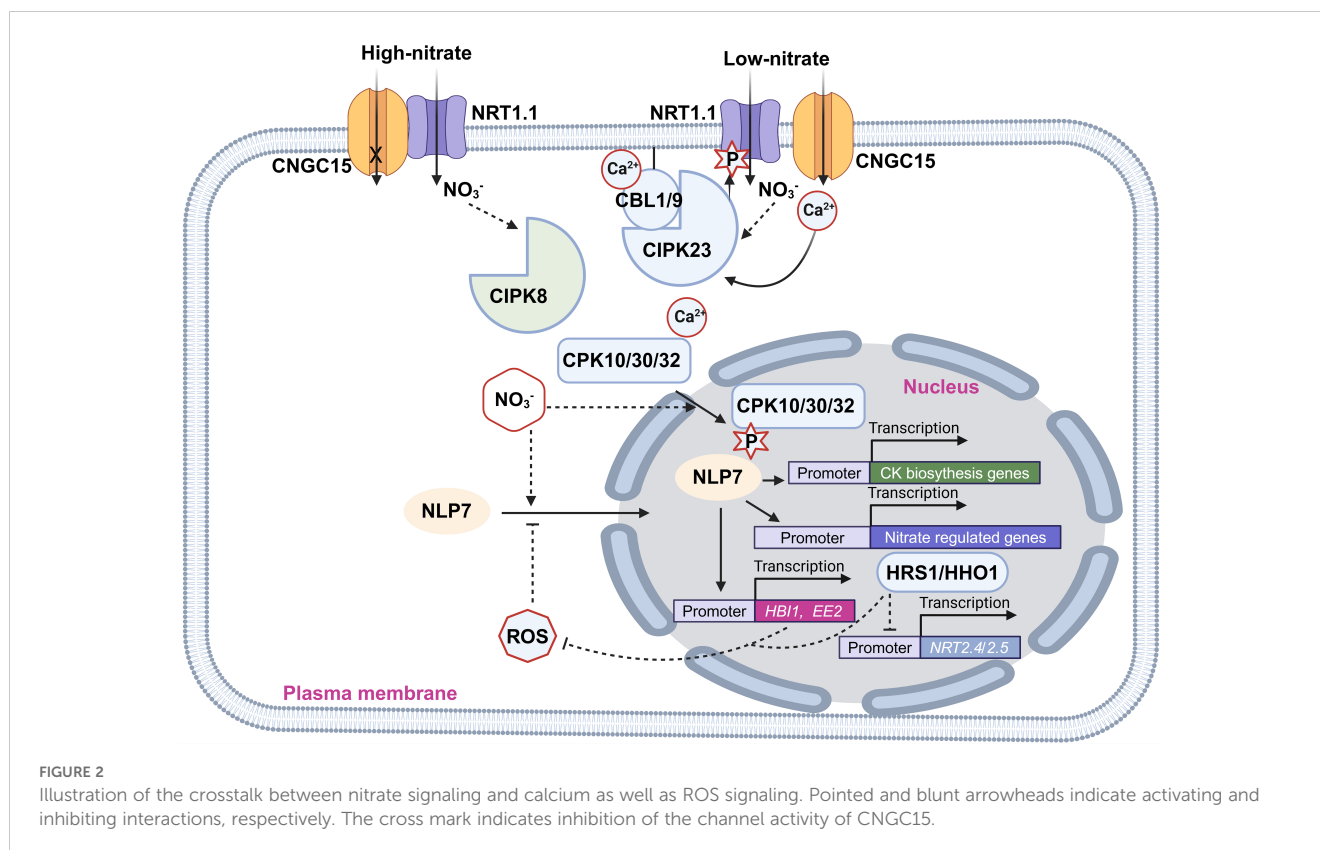 High-nitrate
Low-nitrate
NRT1.1
NRT1.1
CNGC15
X
P
CNGC15
NO₃⁻
Ca²⁺
NO₃⁻
Ca²⁺
CBL1/9
CIPK23
CIPK8
Ca²⁺
CPK10/30/32
Nucleus
NO₃⁻
CPK10/30/32
Transcription
P
NLP7
Promoter
CK biosythesis genes
Transcription
NLP7
Promoter
Nitrate regulated genes
Transcription
HRS1/HHO1
Promoter
HBI1, EE2
Transcription
ROS
Promoter
NRT2.4/2.5
Plasma membrane
FIGURE 2
Illustration of the crosstalk between nitrate signaling and calcium as well as ROS signaling. Pointed and blunt arrowheads indicate activating and
inhibiting interactions, respectively. The cross mark indicates inhibition of the channel activity of CNGC15.